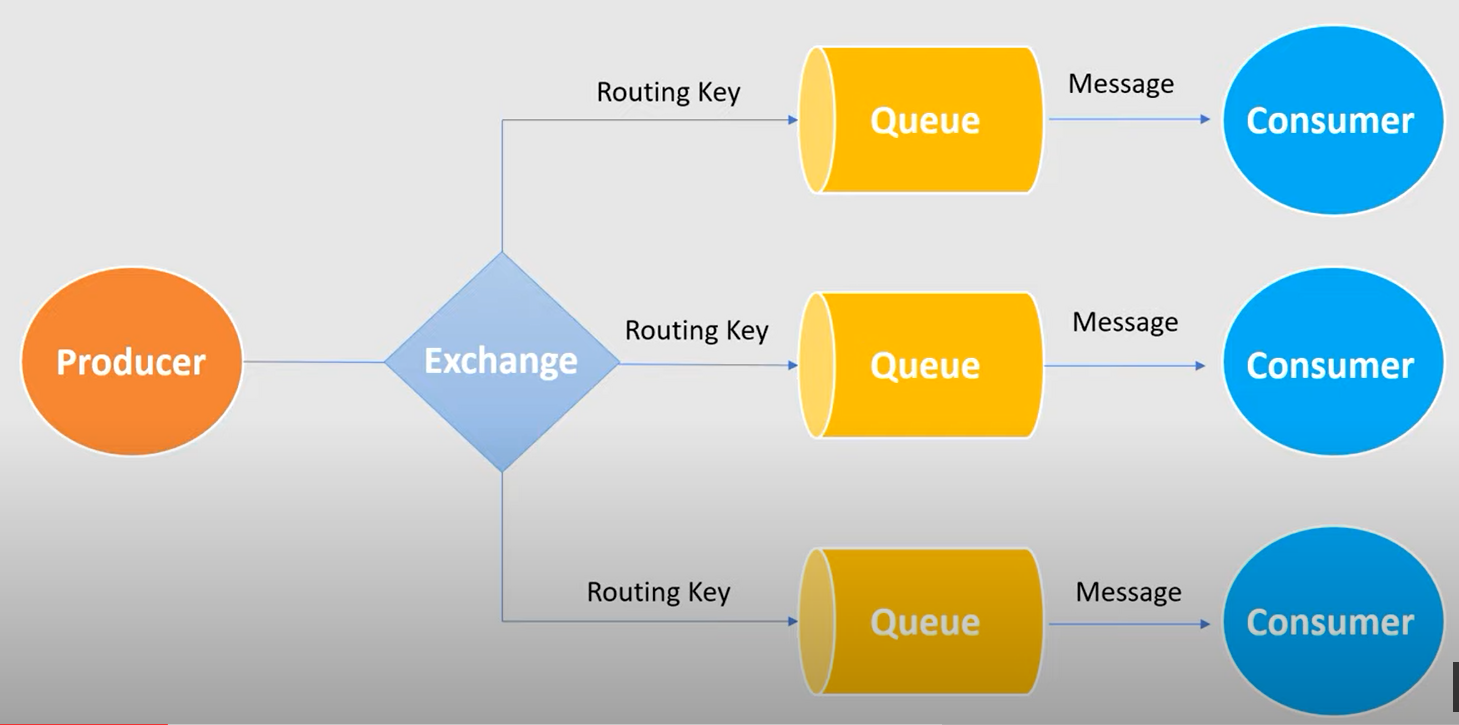 Routing Key
Queue
Message
Consumer
Producer
Exchange
Routing Key
Queue
Message
Consumer
Routing Key
Queue
Message
Consumer